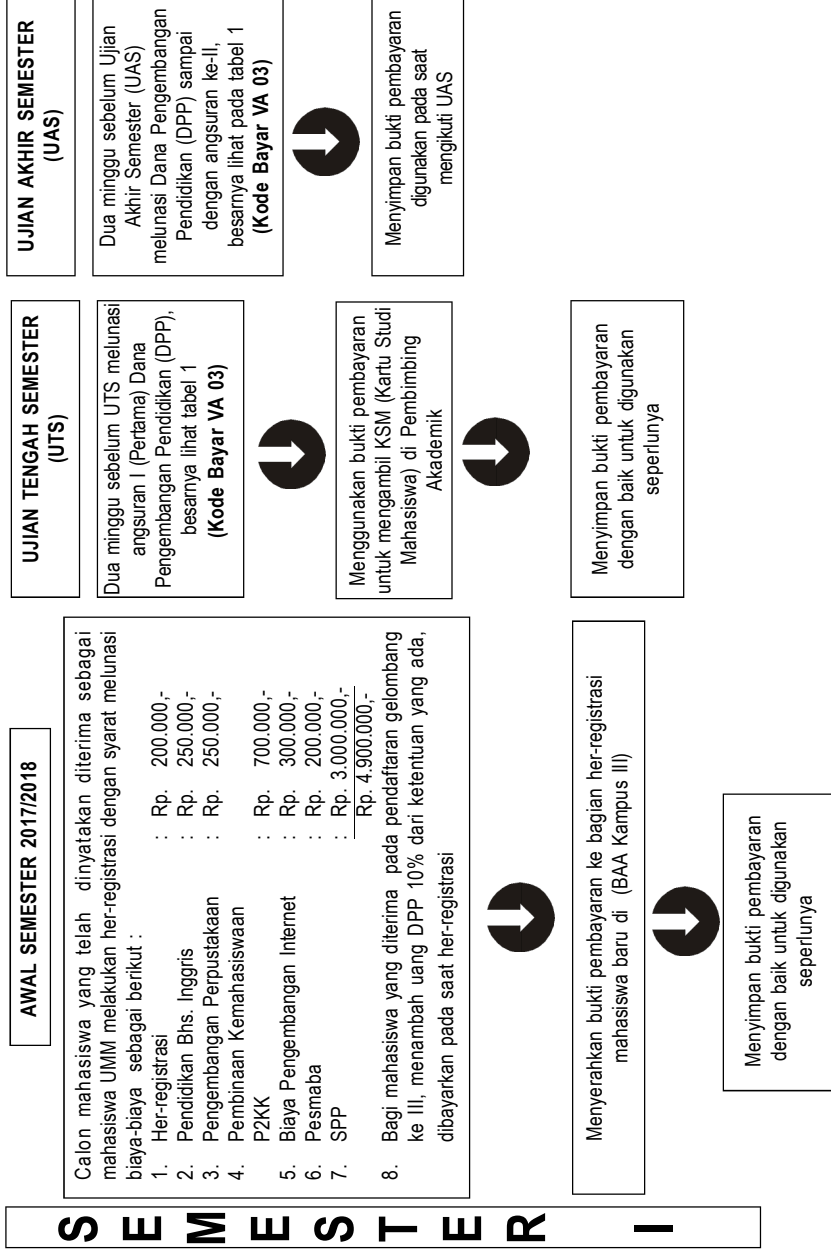 SEMESTER I
AWAL SEMESTER 2017/2018
Calon mahasiswa yang telah dinyatakan diterima sebagai
mahasiswa UMM melakukan her-registrasi dengan syarat melunasi
biaya-biaya sebagai berikut :
1. Her-registrasi : Rp. 200.000,-
2. Pendidikan Bhs. Inggris : Rp. 250.000,-
3. Pengembangan Perpustakaan : Rp. 250.000,-
4. Pembinaan Kemahasiswaan
P2KK : Rp. 700.000,-
5. Biaya Pengembangan Internet : Rp. 300.000,-
6. Pesmaba : Rp. 200.000,-
7. SPP : Rp. 3.000.000,-
Rp. 4.900.000,-
8. Bagi mahasiswa yang diterima pada pendaftaran gelombang
ke III, menambah uang DPP 10% dari ketentuan yang ada,
dibayarkan pada saat her-registrasi
Menyerahkan bukti pembayaran ke bagian her-registrasi
mahasiswa baru di (BAA Kampus III)
Menyimpan bukti pembayaran
dengan baik untuk digunakan
seperlunya
UJIAN TENGAH SEMESTER
(UTS)
Dua minggu sebelum UTS melunasi
angsuran I (Pertama) Dana
Pengembangan Pendidikan (DPP),
besarnya lihat tabel 1
(Kode Bayar VA 03)
Menggunakan bukti pembayaran
untuk mengambil KSM (Kartu Studi
Mahasiswa) di Pembimbing
Akademik
Menyimpan bukti pembayaran
dengan baik untuk digunakan
seperlunya
UJIAN AKHIR SEMESTER
(UAS)
Dua minggu sebelum Ujian
Akhir Semester (UAS)
melunasi Dana Pengembangan
Pendidikan (DPP) sampai
dengan angsuran ke-II,
besarnya lihat pada tabel 1
(Kode Bayar VA 03)
Menyimpan bukti pembayaran
digunakan pada saat
mengikuti UAS